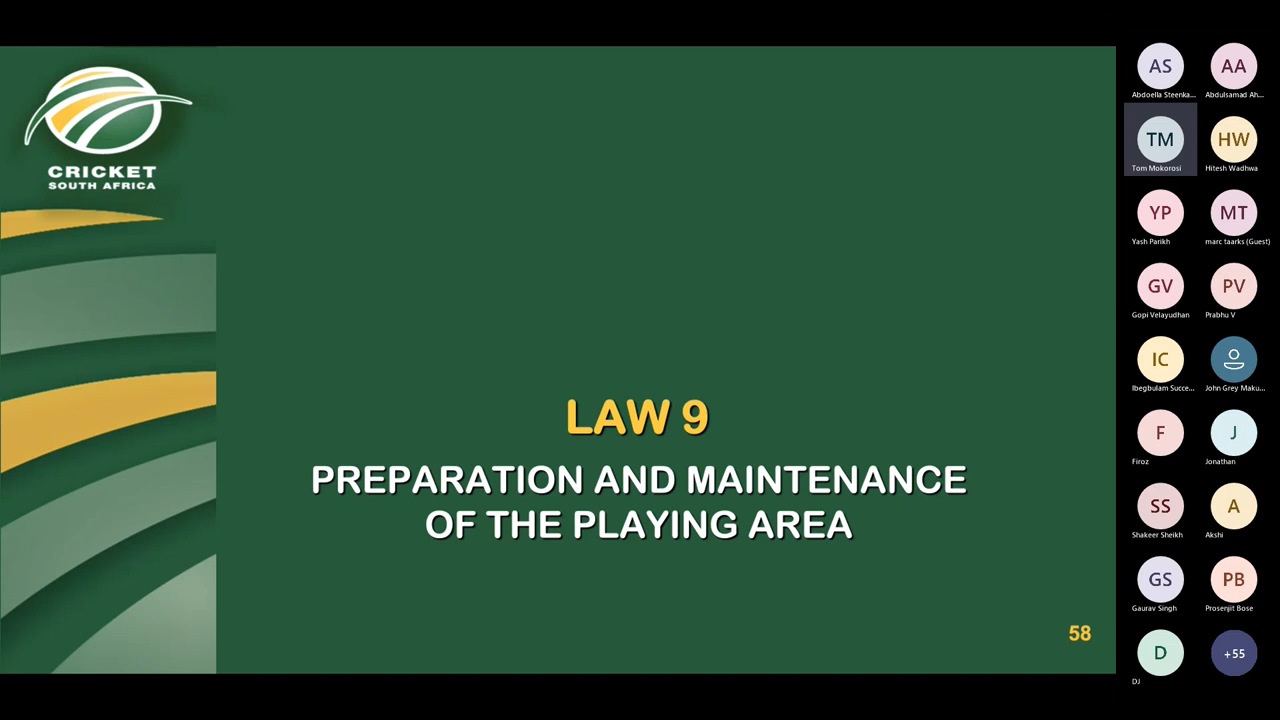 CRICKET
SOUTH AFRICA
LAW 9
PREPARATION AND MAINTENANCE
OF THE PLAYING AREA
58
AS
Abdoella Steenka...
AA
Abdulsamad Ah...
TM
Tom Mokorosi
HW
Hitesh Wadhwa
YP
Yash Parikh
MT
marc taarks (Guest)
GV
Gopi Velayudhan
PV
Prabhu V
IC
Ibegbulam Succe...
John Grey Maku...
F
Firoz
J
Jonathan
SS
Shakeer Sheikh
A
Akshi
GS
Gaurav Singh
PB
Prosenjit Bose
D
DJ
+55